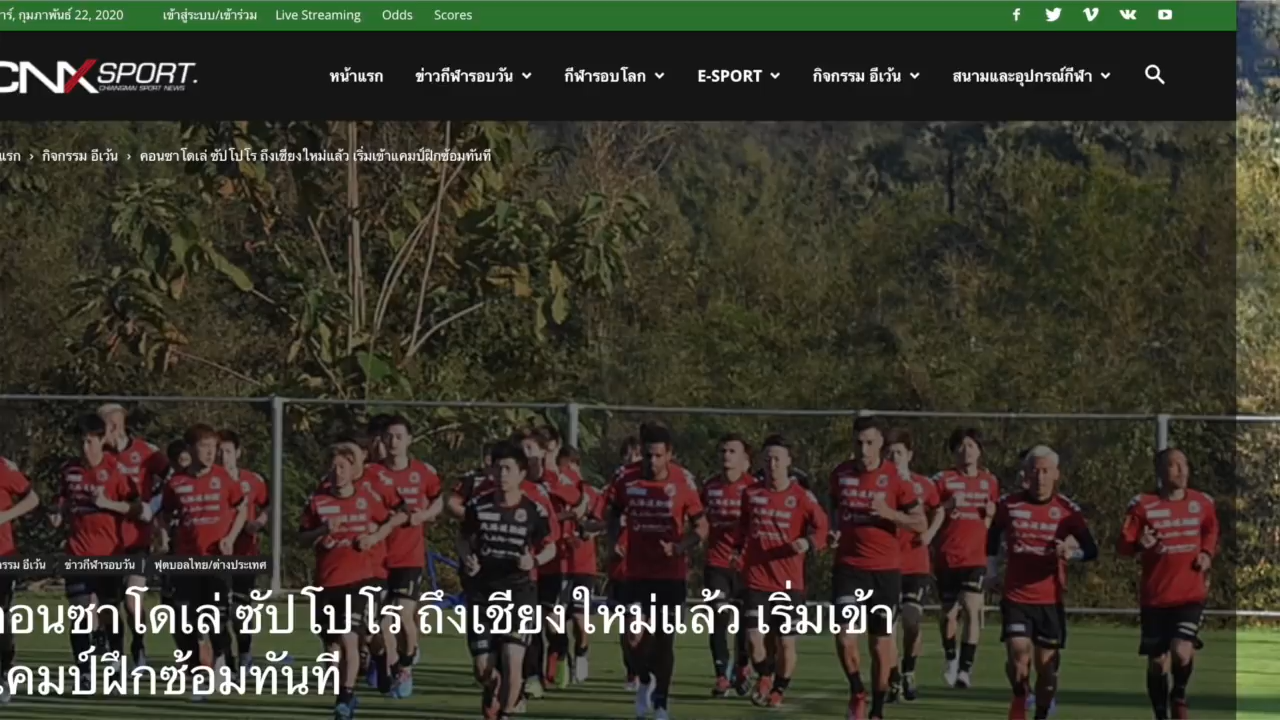 าร์, กุมภาพันธ์ 22, 2020 เข้าสู่ระบบ/เข้าร่วม Live Streaming Odds Scores
CNXSPORT.
CHIANGMAI SPORT NEWS
หน้าแรก ข่าวกีฬารอบวัน กีฬารอบโลก E-SPORT กิจกรรม อีเว้น สนามและอุปกรณ์กีฬา
แรก › กิจกรรม อีเว้น › คอนซาโดเล่ ซัปโปโร ถึงเชียงใหม่แล้ว เริ่มเข้าแคมป์ฝึกซ้อมทันที
กรรม อีเว้น ข่าวกีฬารอบวัน ฟุตบอลไทย/ต่างประเทศ
คอนซาโดเล่ ซัปโปโร ถึงเชียงใหม่แล้ว เริ่มเข้า
แคมป์ฝึกซ้อมทันที